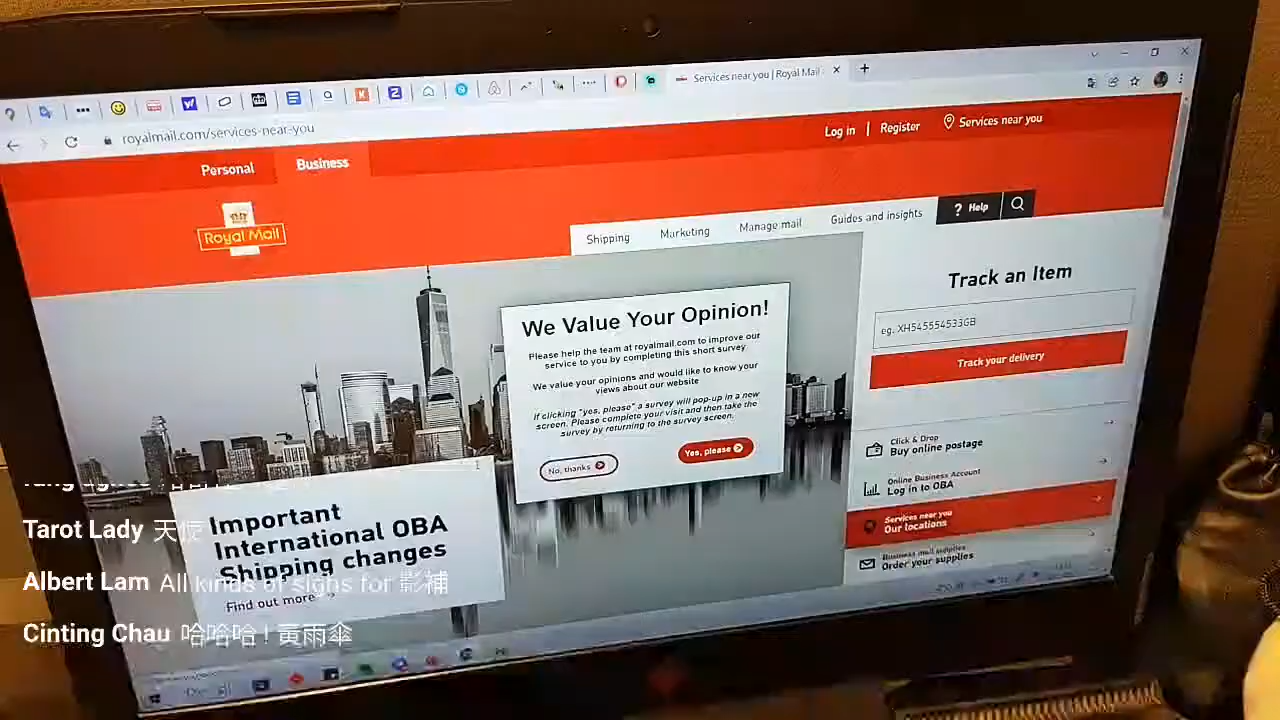 Services near you | Royal Mail
royalmail.com/services-near-you
Log in | Register
Services near you
Personal
Business
Royal Mail
Shipping
Marketing
Manage mail
Guides and insights
? Help
We Value Your Opinion!
Please help the team at royalmail.com to improve our
service to you by completing this short survey
We value your opinions and would like to know your
views about our website
If clicking "yes, please" a survey will pop-up in a new
screen. Please complete your visit and then take the
survey by returning to the survey screen.
No, thanks
Yes, please
Track an Item
eg. XH545554533GB
Track your delivery
Click & Drop
Buy online postage
Online Business Account
Log in to OBA
Services near you
Our locations
Business mail supplies
Order your supplies
Important
International OBA
Shipping changes
Find out more
Tarot Lady 天使
Albert Lam All kinds of sighs for 影補
Cinting Chau 哈哈哈！黃雨傘